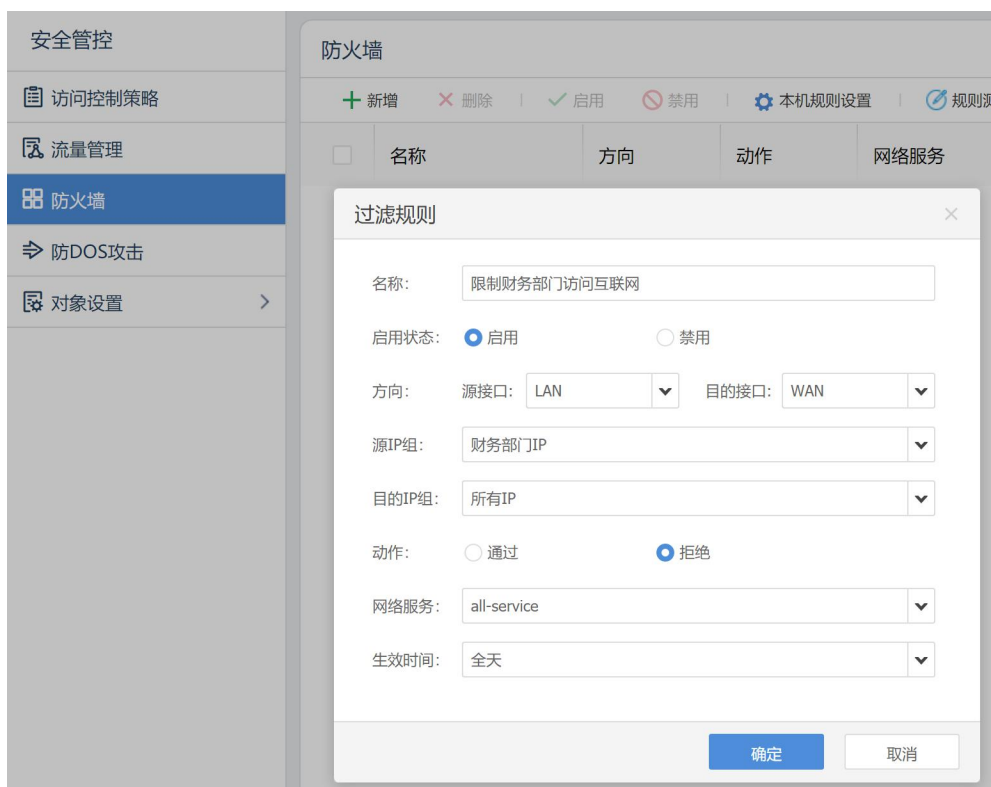 安全管控
访问控制策略
流量管理
防火墙
防DOS攻击
对象设置
防火墙
新增 删除 启用 禁用 本机规则设置 规则测
名称 方向 动作 网络服务
过滤规则
名称: 限制财务部门访问互联网
启用状态: 启用 禁用
方向: 源接口: LAN 目的接口: WAN
源IP组: 财务部门IP
目的IP组: 所有IP
动作: 通过 拒绝
网络服务: all-service
生效时间: 全天
确定 取消